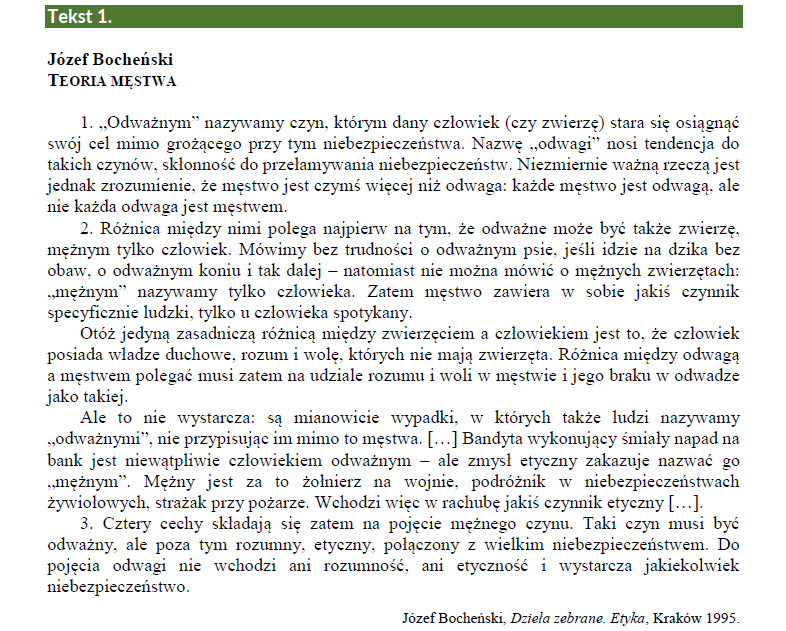 Tekst 1.
Józef Bocheński
TEORIA MĘSTWA
1. „Odważnym” nazywamy czyn, którym dany człowiek (czy zwierzę) stara się osiągnąć
swój cel mimo grożącego przy tym niebezpieczeństwa. Nazwę „odwagi” nosi tendencja do
takich czynów, skłonność do przełamywania niebezpieczeństw. Niezmiernie ważną rzeczą jest
jednak zrozumienie, że męstwo jest czymś więcej niż odwaga: każde męstwo jest odwagą, ale
nie każda odwaga jest męstwem.
2. Różnica między nimi polega najpierw na tym, że odważne może być także zwierzę,
mężnym tylko człowiek. Mówimy bez trudności o odważnym psie, jeśli idzie na dzika bez
obaw, o odważnym koniu i tak dalej – natomiast nie można mówić o mężnych zwierzętach:
„mężnym” nazywamy tylko człowieka. Zatem męstwo zawiera w sobie jakiś czynnik
specyficznie ludzki, tylko u człowieka spotykany.
Otóż jedyną zasadniczą różnicą między zwierzęciem a człowiekiem jest to, że człowiek
posiada władze duchowe, rozum i wolę, których nie mają zwierzęta. Różnica między odwagą
a męstwem polegać musi zatem na udziale rozumu i woli w męstwie i jego braku w odwadze
jako takiej.
Ale to nie wystarcza: są mianowicie wypadki, w których także ludzi nazywamy
„odważnymi”, nie przypisując im mimo to męstwa. […] Bandyta wykonujący śmiały napad na
bank jest niewątpliwie człowiekiem odważnym – ale zmysł etyczny zakazuje nazwać go
„mężnym”. Mężny jest za to żołnierz na wojnie, podróżnik w niebezpieczeństwach
żywiołowych, strażak przy pożarze. Wchodzi więc w rachubę jakiś czynnik etyczny […].
3. Cztery cechy składają się zatem na pojęcie mężnego czynu. Taki czyn musi być
odważny, ale poza tym rozumny, etyczny, połączony z wielkim niebezpieczeństwem. Do
pojęcia odwagi nie wchodzi ani rozumność, ani etyczność i wystarcza jakiekolwiek
niebezpieczeństwo.
Józef Bocheński, Dzieła zebrane. Etyka, Kraków 1995.